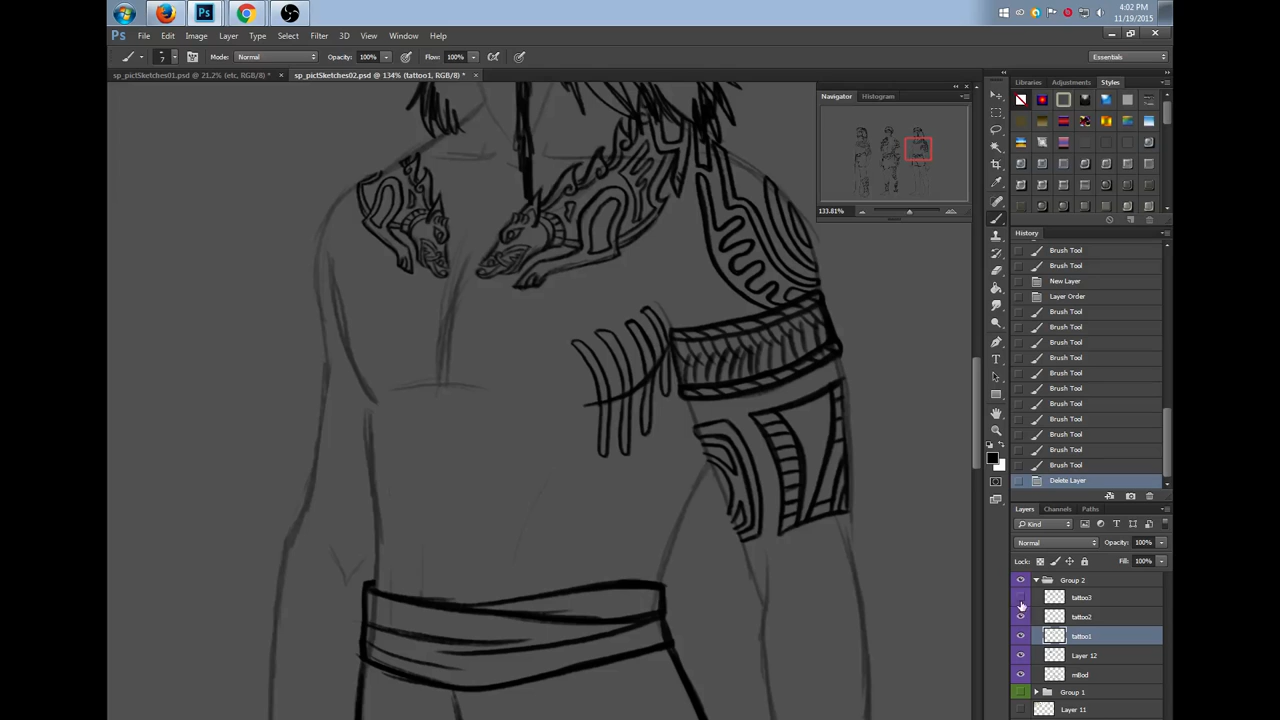 4:02 PM
11/19/2015
Ps File Edit Image Layer Type Select Filter 3D View Window Help
7 Mode: Normal Opacity: 100% Flow: 100% Essentials
sp_pictSketches01.psd @ 21.2% (etc, RGB/8) * × sp_pictSketches02.psd @ 134% (tattoo1, RGB/8) * ×
Libraries Adjustments Styles
Navigator Histogram
133.81%
History
Brush Tool
Brush Tool
New Layer
Layer Order
Brush Tool
Brush Tool
Brush Tool
Brush Tool
Brush Tool
Brush Tool
Brush Tool
Brush Tool
Brush Tool
Brush Tool
Brush Tool
Delete Layer
Layers Channels Paths
Kind
Normal Opacity: 100%
Lock: Fill: 100%
Group 2
tattoo3
tattoo2
tattoo1
Layer 12
mBod
Group 1
Layer 11